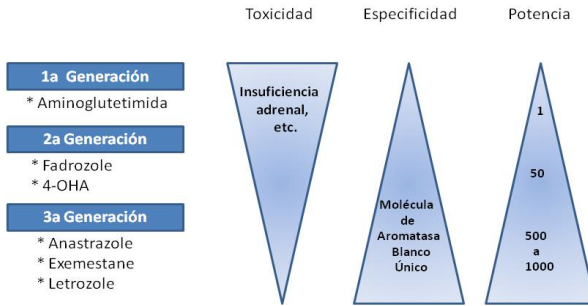 Toxicidad Especificidad Potencia
1a Generación
* Aminoglutetimida
2a Generación
* Fadrozole
* 4-OHA
3a Generación
* Anastrazole
* Exemestane
* Letrozole
Insuficiencia
adrenal,
etc.
Molécula
de
Aromatasa
Blanco
Único
1
50
500
a
1000